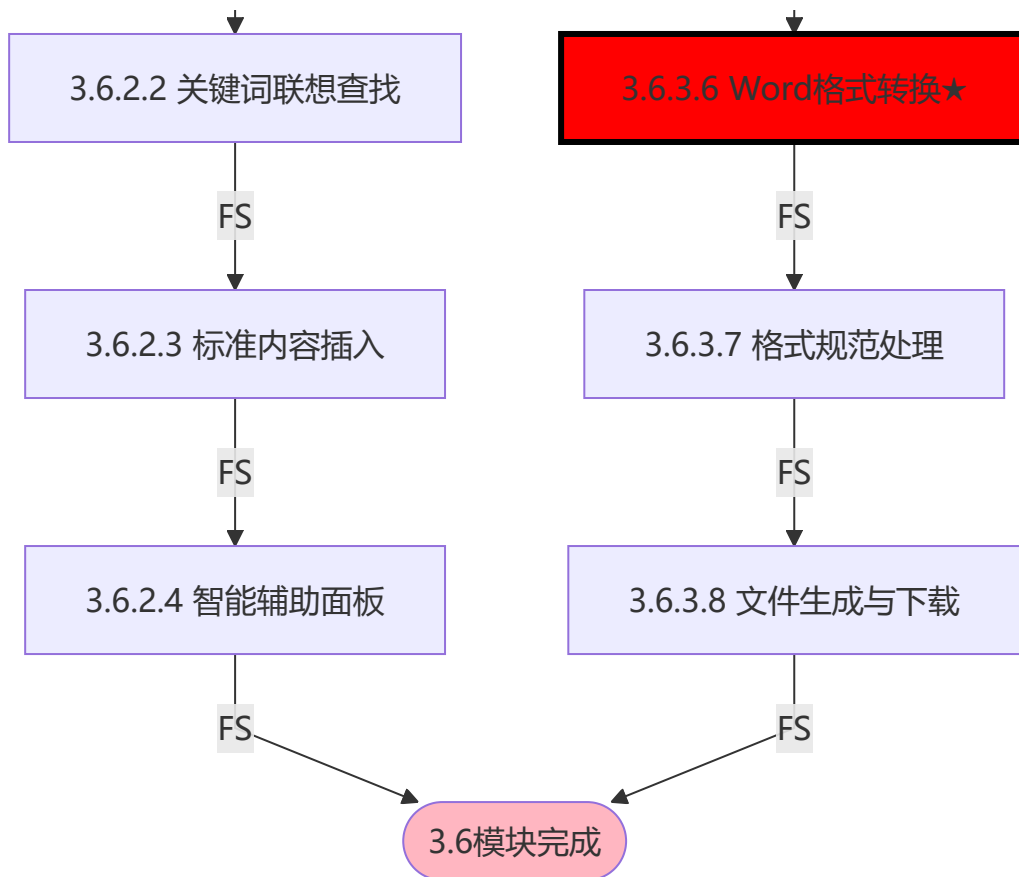 3.6.2.2 关键词联想查找
3.6.3.6 Word格式转换★
FS
FS
3.6.2.3 标准内容插入
3.6.3.7 格式规范处理
FS
FS
3.6.2.4 智能辅助面板
3.6.3.8 文件生成与下载
FS
FS
3.6模块完成